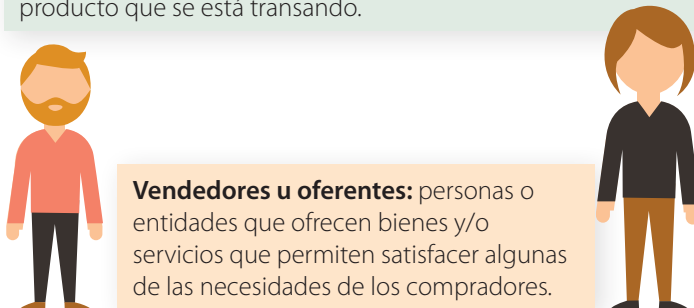 producto que se está transando.
Vendedores u oferentes: personas o
entidades que ofrecen bienes y/o
servicios que permiten satisfacer algunas
de las necesidades de los compradores.